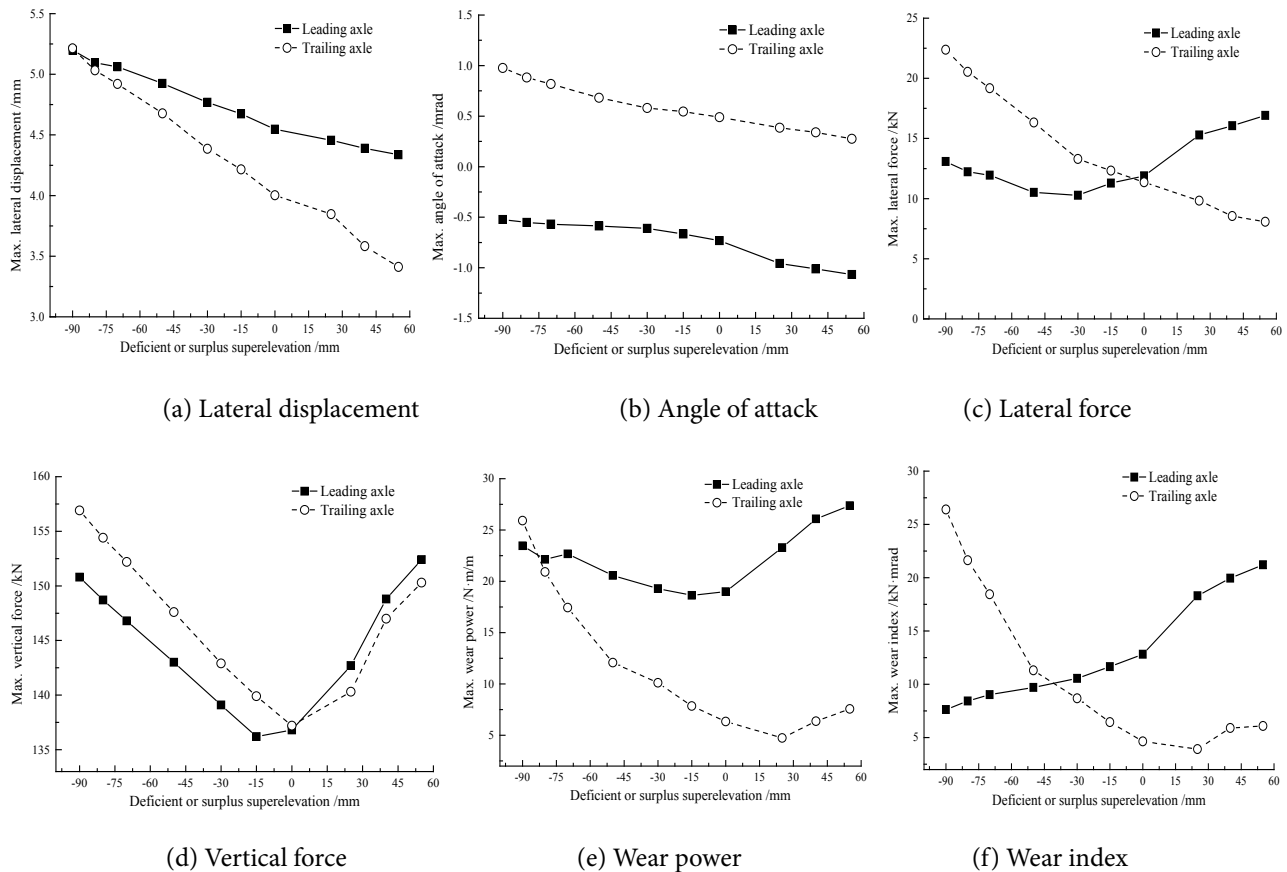 5.5
5.0
4.5
4.0
3.5
3.0
Max. lateral displacement /mm
Leading axle
Trailing axle
-90 -75 -60 -45 -30 -15 0 15 30 45 60
Deficient or surplus superelevation /mm
(a) Lateral displacement
1.5
1.0
0.5
0.0
-0.5
-1.0
-1.5
Max. angle of attack /mrad
Leading axle
Trailing axle
-90 -75 -60 -45 -30 -15 0 15 30 45 60
Deficient or surplus superelevation /mm
(b) Angle of attack
25
20
15
10
5
0
Max. lateral force /kN
Leading axle
Trailing axle
-90 -75 -60 -45 -30 -15 0 15 30 45 60
Deficient or surplus superelevation /mm
(c) Lateral force
160
155
150
145
140
135
Max. vertical force /kN
Leading axle
Trailing axle
-90 -75 -60 -45 -30 -15 0 15 30 45 60
Deficient or surplus superelevation /mm
(d) Vertical force
30
25
20
15
10
5
Max. wear power /N·m/m
Leading axle
Trailing axle
-90 -75 -60 -45 -30 -15 0 15 30 45 60
Deficient or surplus superelevation /mm
(e) Wear power
30
25
20
15
10
5
Max. wear index /kN·mrad
Leading axle
Trailing axle
-90 -75 -60 -45 -30 -15 0 15 30 45 60
Deficient or surplus superelevation /mm
(f) Wear index